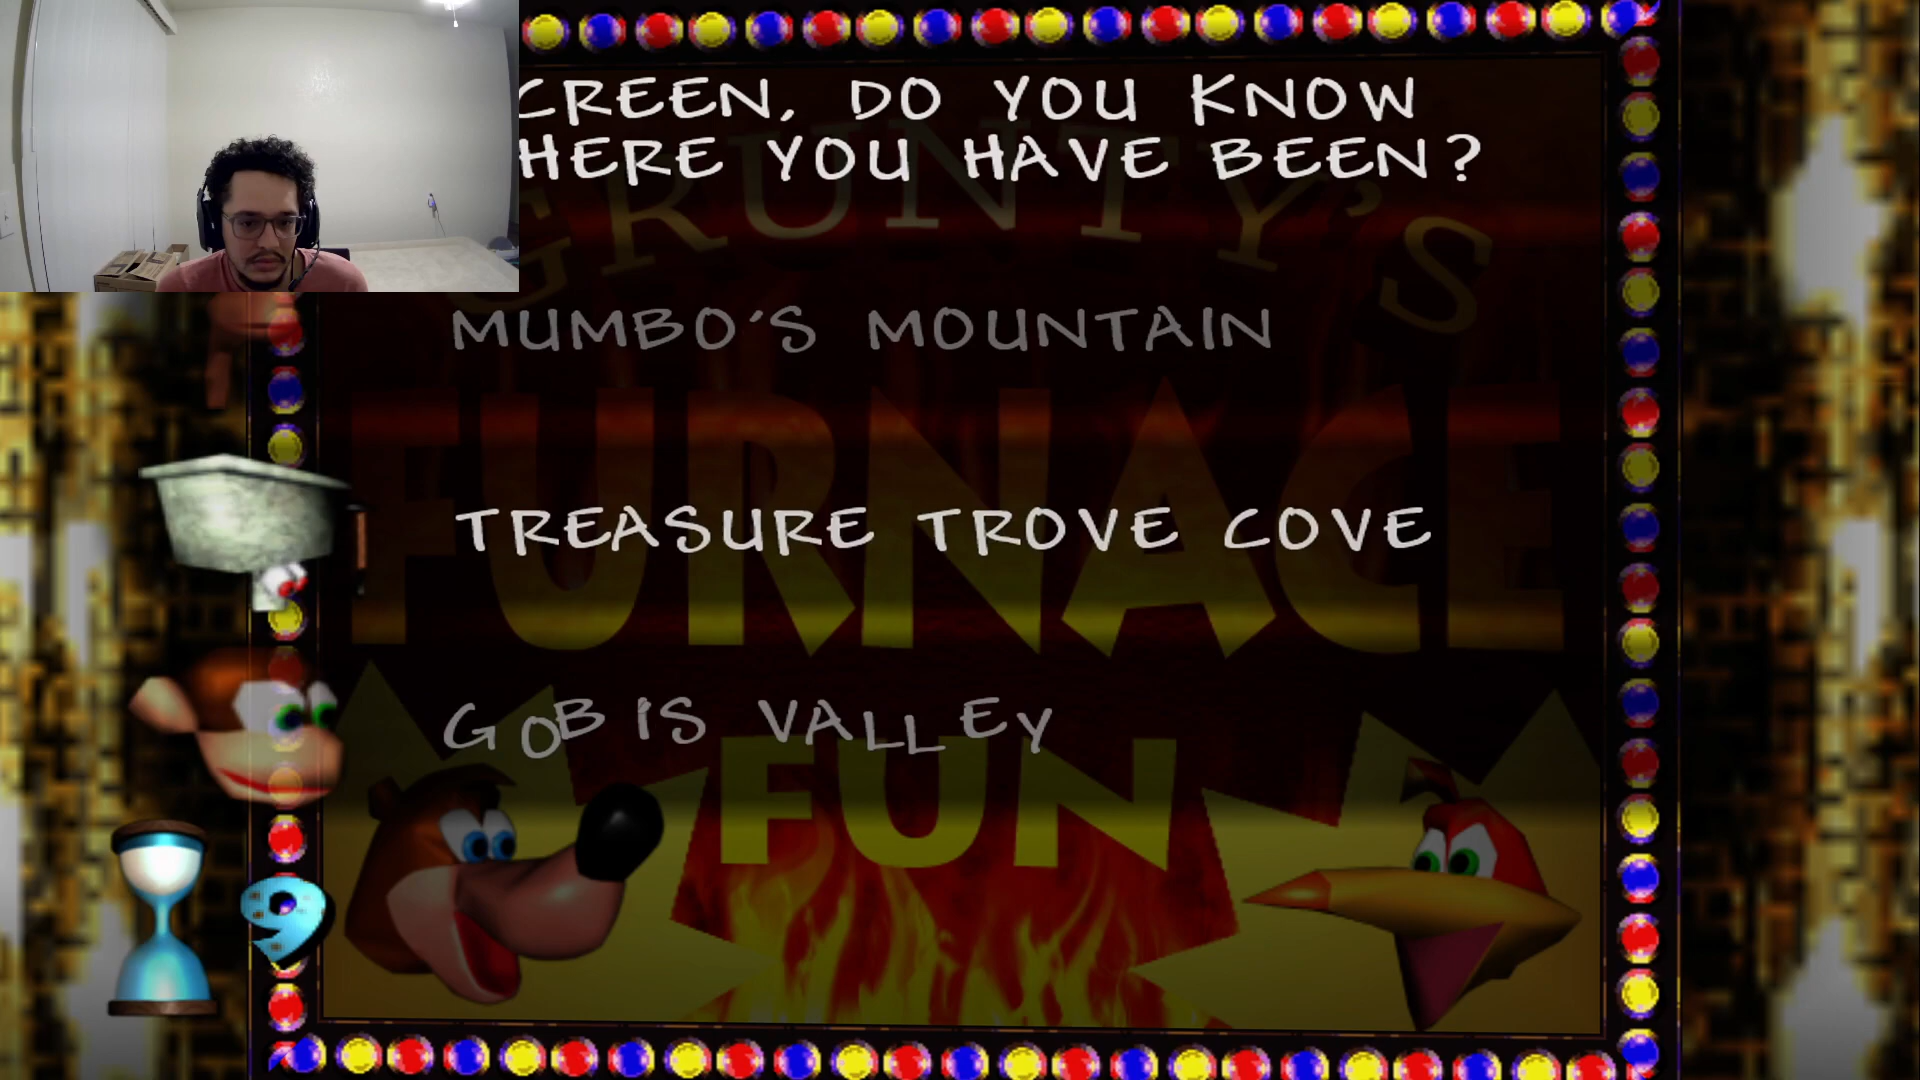 CREEN, DO YOU KNOW
HERE YOU HAVE BEEN?
GRUNTY'S
MUMBO'S MOUNTAIN
FURNACE
TREASURE TROVE COVE
GOBIS VALLEY
FUN
9